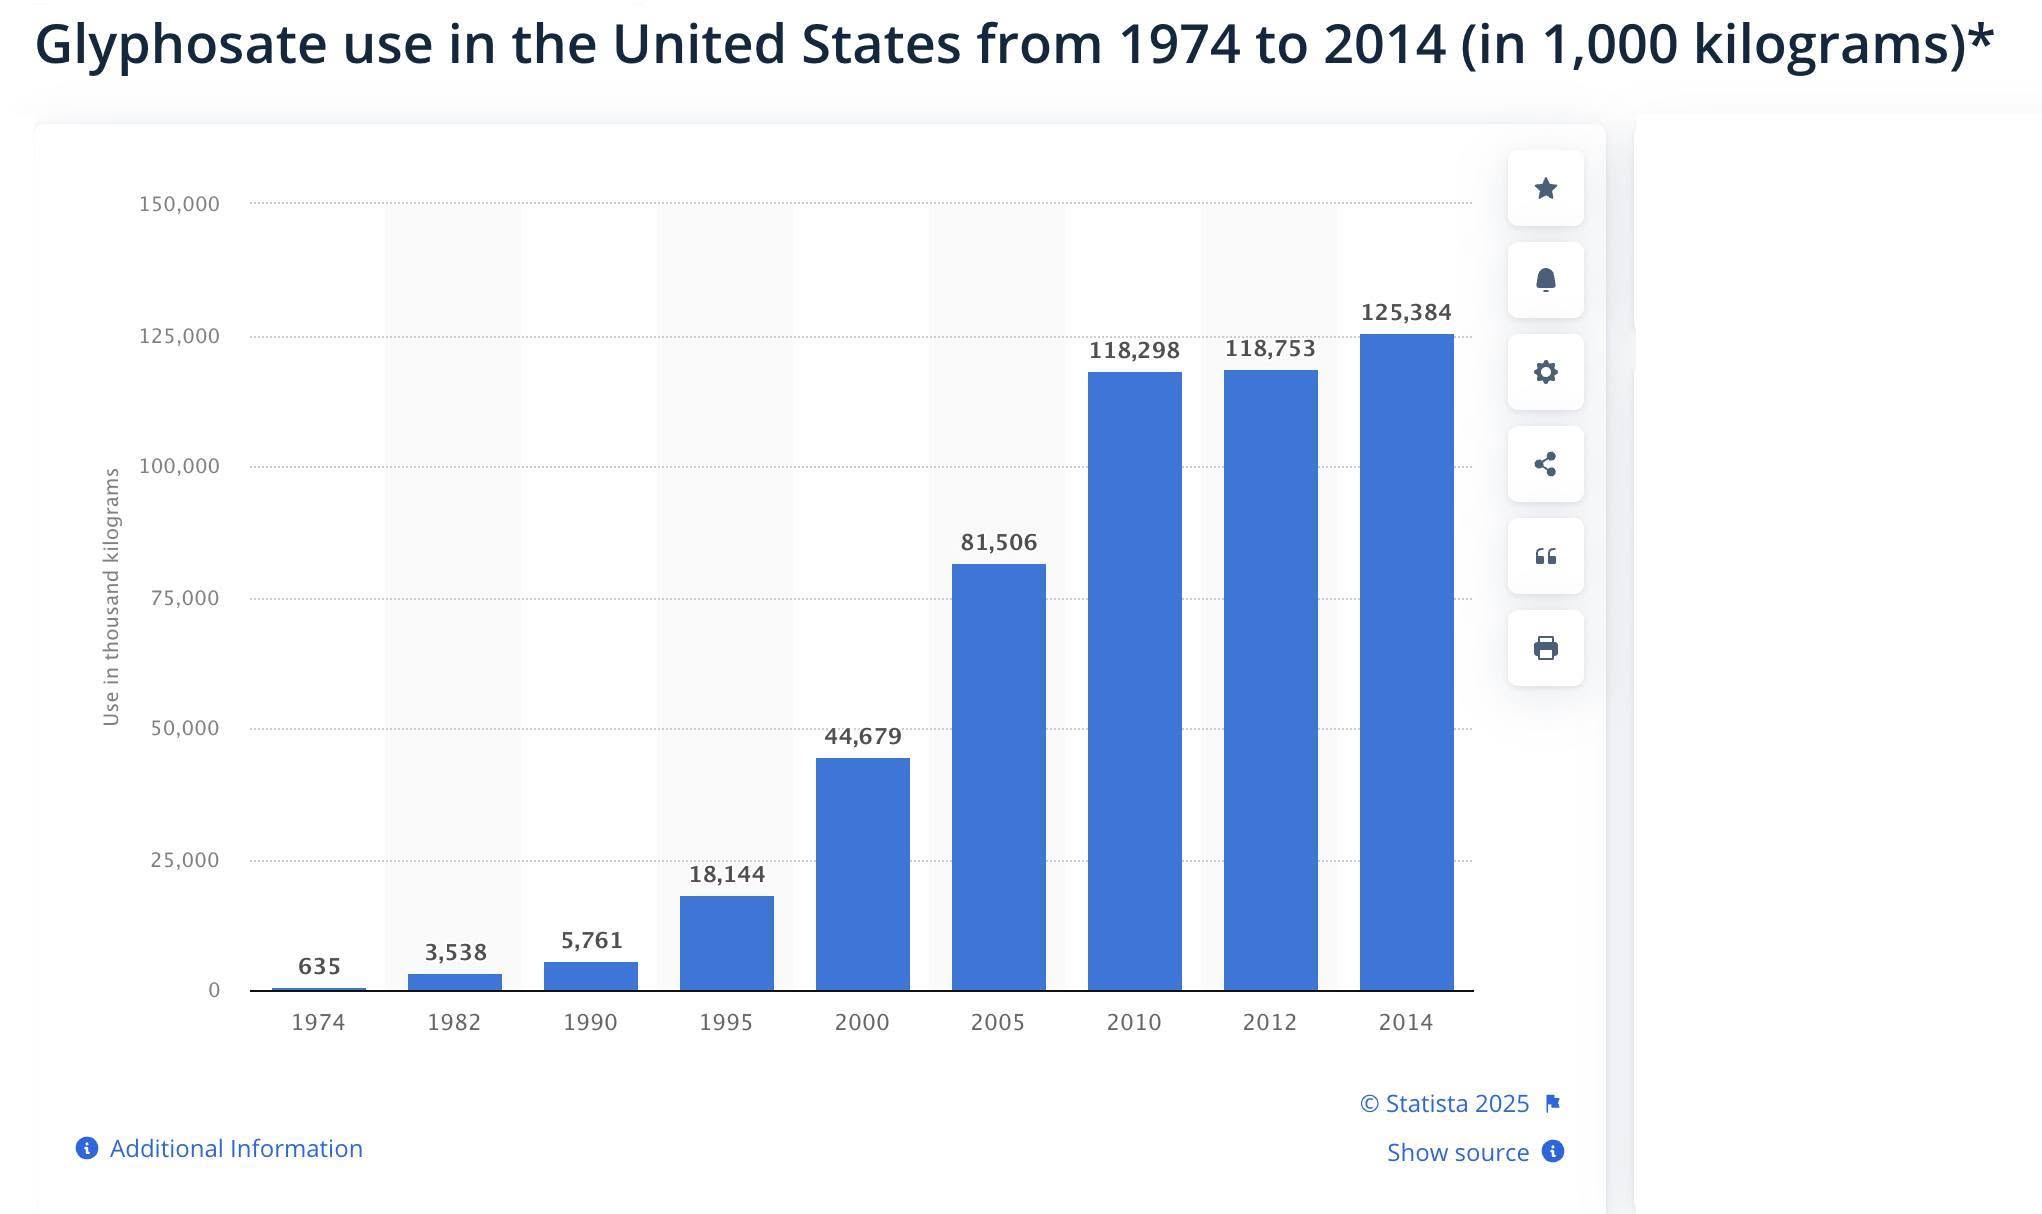 Glyphosate use in the United States from 1974 to 2014 (in 1,000 kilograms)*
150,000
125,000
100,000
75,000
50,000
25,000
0
Use in thousand kilograms
635
3,538
5,761
18,144
44,679
81,506
118,298
118,753
125,384
1974 1982 1990 1995 2000 2005 2010 2012 2014
© Statista 2025
Additional Information
Show source